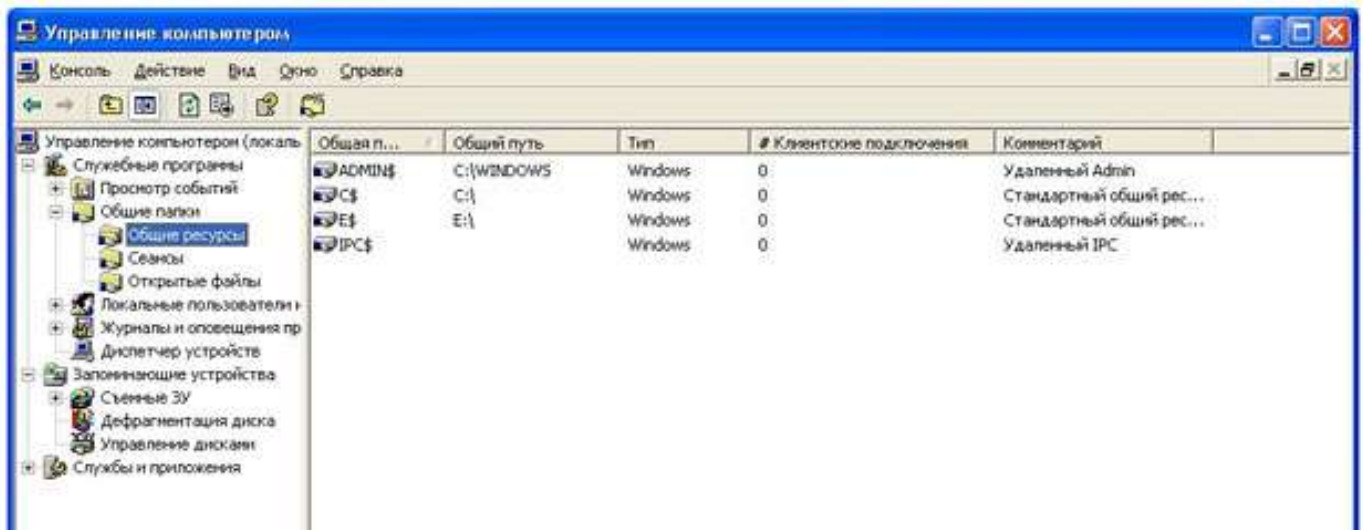 Управление компьютером
Консоль Действие Вид Окно Справка
Управление компьютером (локаль
Служебные программы
Просмотр событий
Общие папки
Общие ресурсы
Сеансы
Открытые файлы
Локальные пользователи и
Журналы и оповещения пр
Диспетчер устройств
Запоминающие устройства
Съемные ЗУ
Дефрагментация диска
Управление дисками
Службы и приложения
Общая п... Общий путь Тип # Клиентские подключения Комментарий
ADMIN$ C:\WINDOWS Windows 0 Удаленный Admin
C$ C:\ Windows 0 Стандартный общий рес...
E$ E:\ Windows 0 Стандартный общий рес...
IPC$ Windows 0 Удаленный IPC